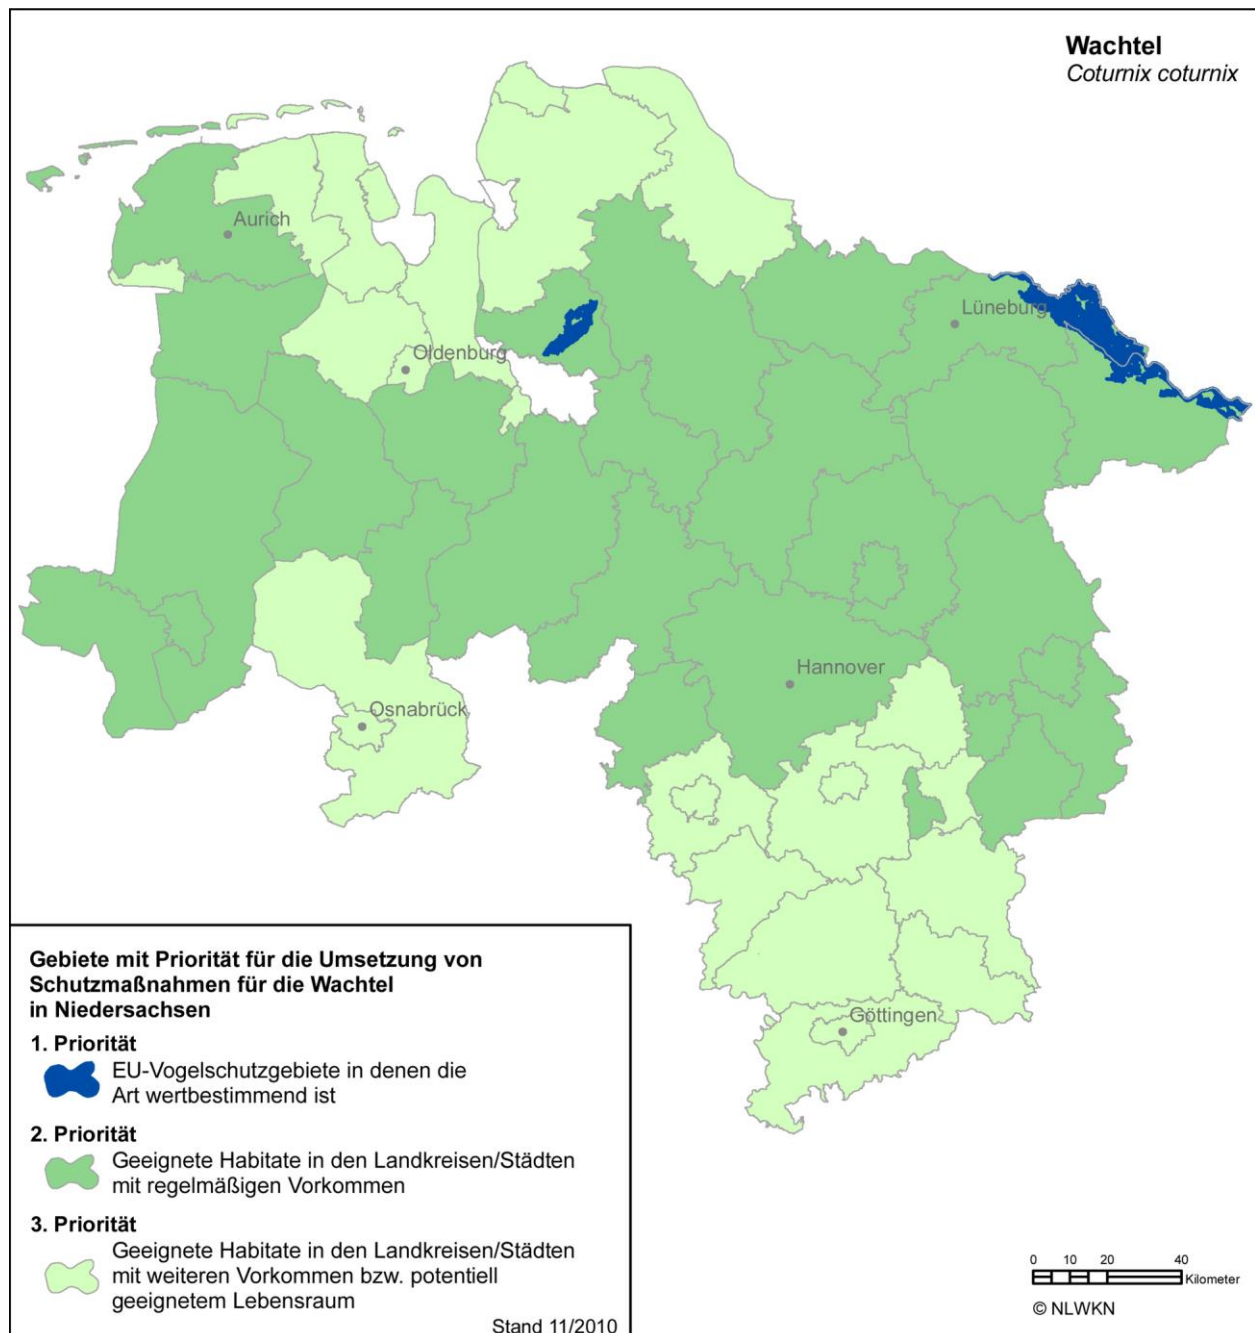 Wachtel
Coturnix coturnix
Aurich
Lüneburg
Oldenburg
Hannover
Osnabrück
Göttingen
Gebiete mit Priorität für die Umsetzung von
Schutzmaßnahmen für die Wachtel
in Niedersachsen
1. Priorität
EU-Vogelschutzgebiete in denen die
Art wertbestimmend ist
2. Priorität
Geeignete Habitate in den Landkreisen/Städten
mit regelmäßigen Vorkommen
3. Priorität
Geeignete Habitate in den Landkreisen/Städten
mit weiteren Vorkommen bzw. potentiell
geeignetem Lebensraum
Stand 11/2010
0 10 20 40
Kilometer
© NLWKN